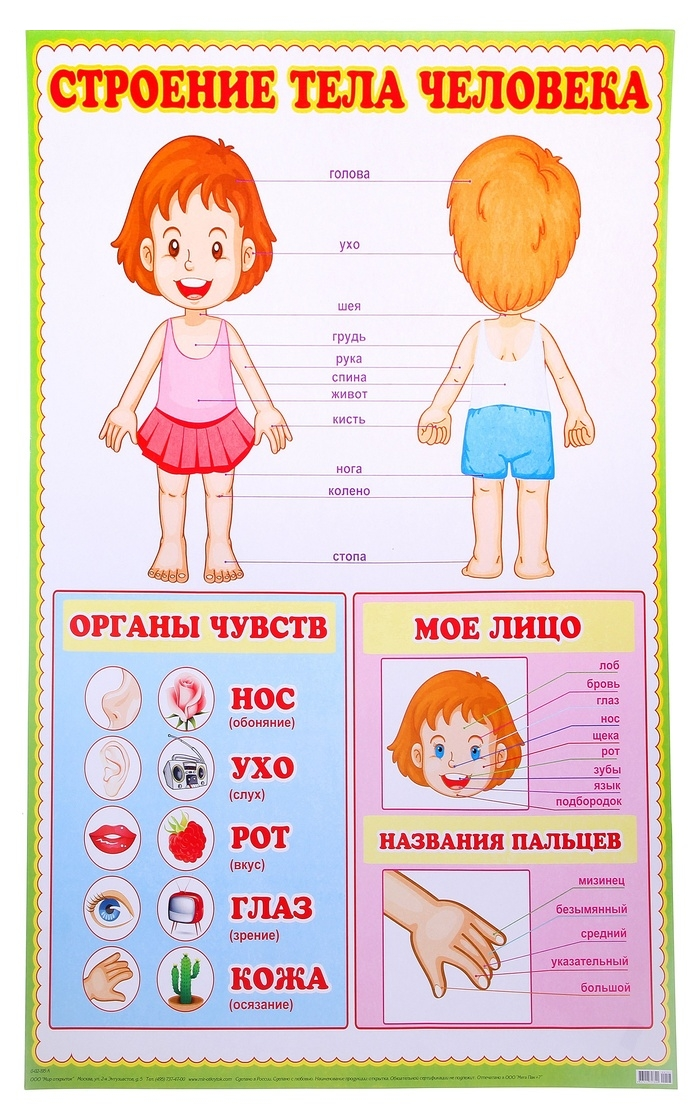 СТРОЕНИЕ ТЕЛА ЧЕЛОВЕКА
голова
ухо
шея
грудь
рука
спина
живот
кисть
нога
колено
стопа
ОРГАНЫ ЧУВСТВ
НОС
(обоняние)
УХО
(слух)
РОТ
(вкус)
ГЛАЗ
(зрение)
КОЖА
(осязание)
МОЕ ЛИЦО
лоб
бровь
глаз
нос
щека
рот
зубы
язык
подбородок
НАЗВАНИЯ ПАЛЬЦЕВ
мизинец
безымянный
средний
указательный
большой